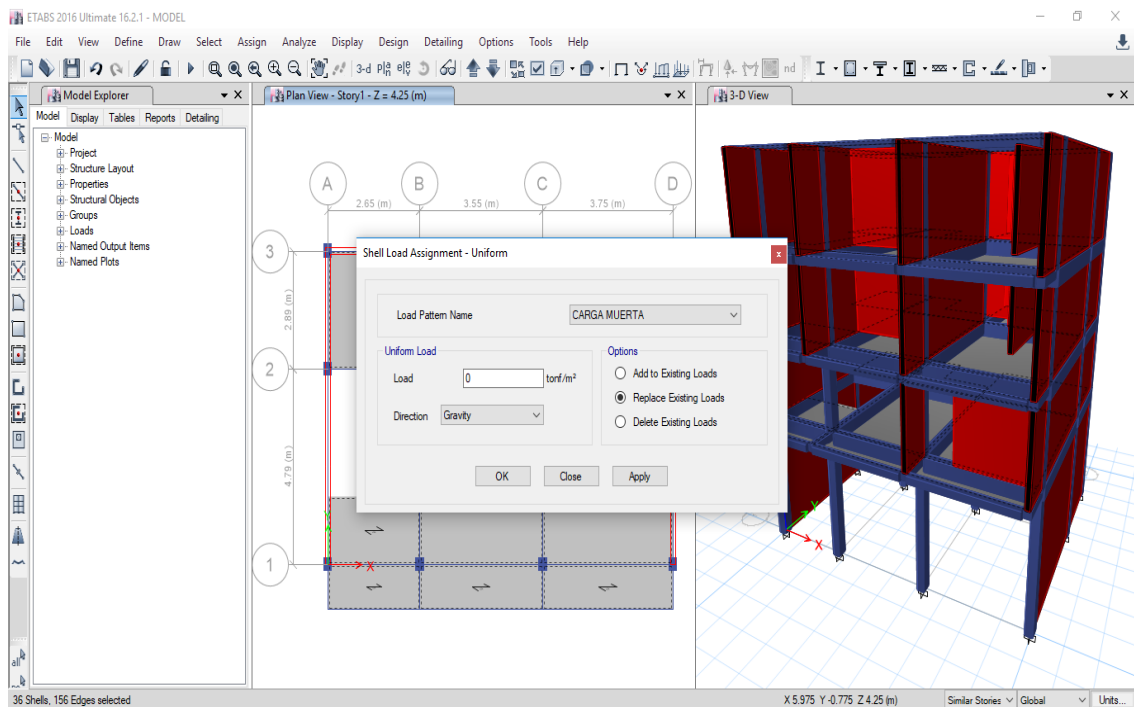 ETABS 2016 Ultimate 16.2.1 - MODEL
File Edit View Define Draw Select Assign Analyze Display Design Detailing Options Tools Help
3-d
nd
Model Explorer
Model Display Tables Reports Detailing
Model
Project
Structure Layout
Properties
Structural Objects
Groups
Loads
Named Output Items
Named Plots
Plan View - Story1 - Z = 4.25 (m)
A B C D
2.65 (m) 3.55 (m) 3.75 (m)
3
2.89 (m)
2
4.79 (m)
1
X
3-D View
Y
X
Shell Load Assignment - Uniform
Load Pattern Name CARGA MUERTA
Uniform Load
Load 0 tonf/m²
Direction Gravity
Options
Add to Existing Loads
Replace Existing Loads
Delete Existing Loads
OK Close Apply
all
36 Shells, 156 Edges selected
X 5.975 Y -0.775 Z 4.25 (m)
Similar Stories Global Units...